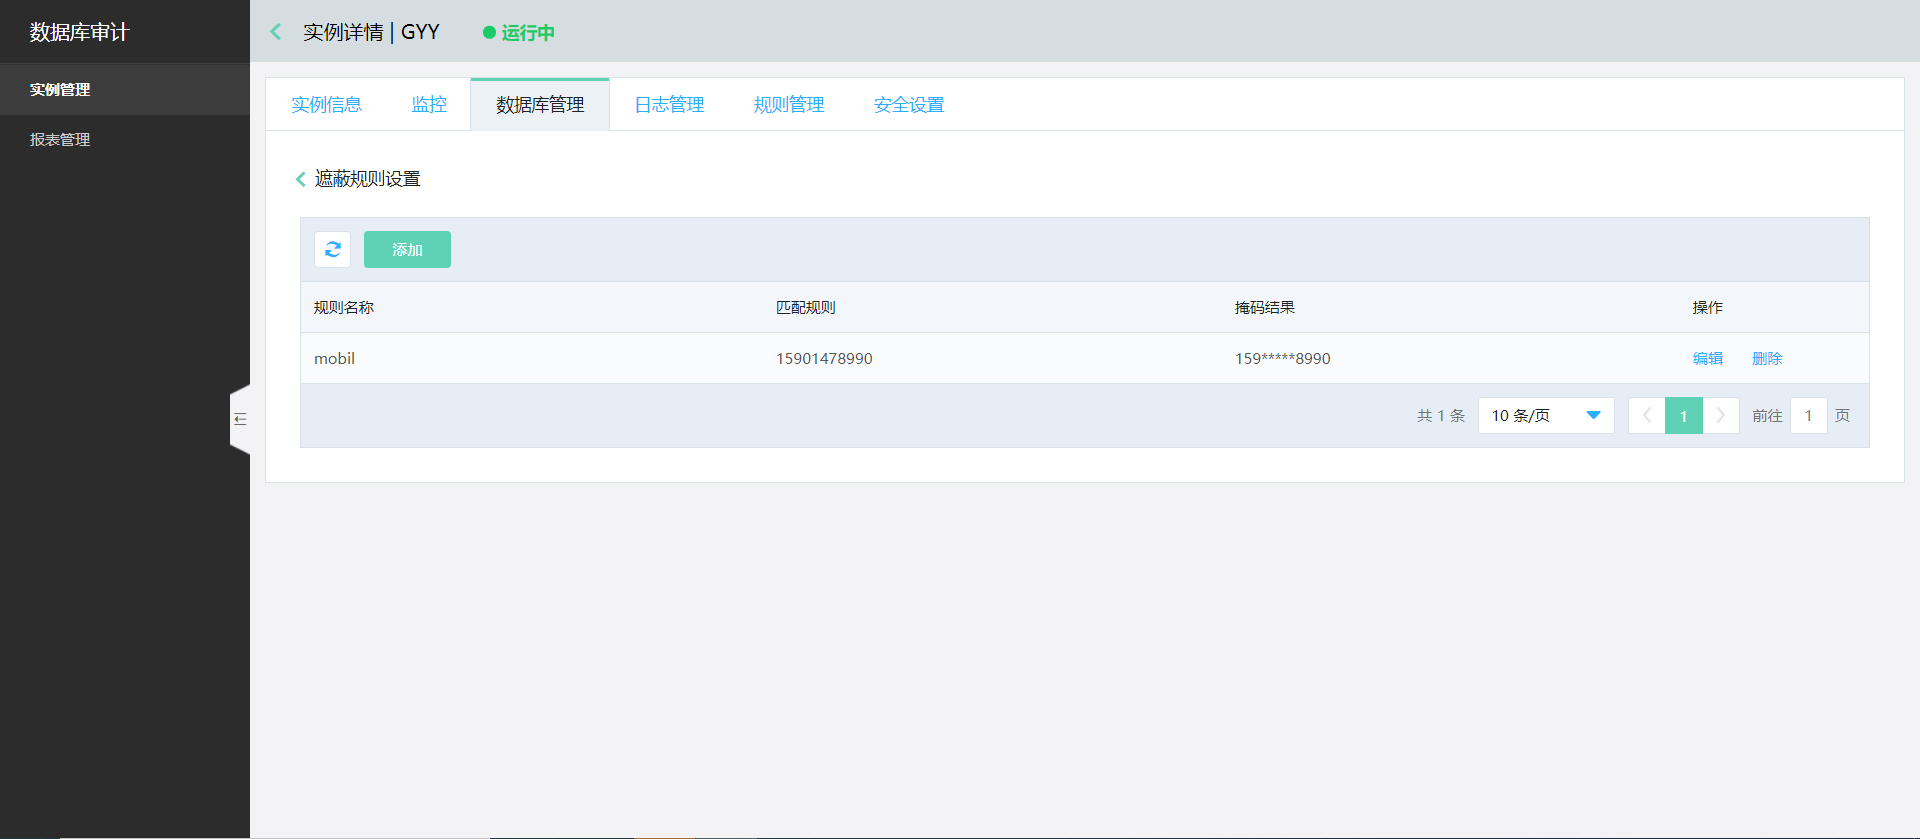 数据库审计
实例管理
报表管理
实例详情 | GYY
运行中
实例信息
监控
数据库管理
日志管理
规则管理
安全设置
遮蔽规则设置
添加
规则名称
匹配规则
掩码结果
操作
mobil
15901478990
159*****8990
编辑
删除
共 1 条
10 条/页
1
前往
1
页